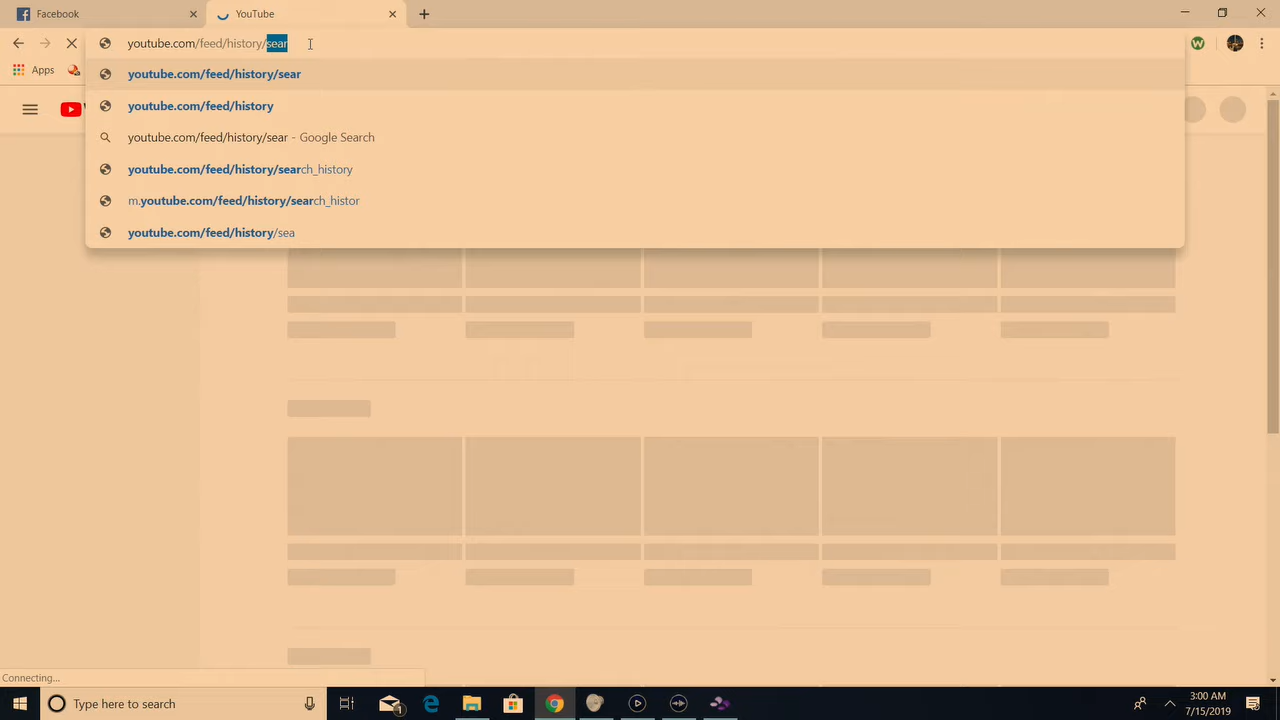 Facebook
YouTube
youtube.com/feed/history/sear
Apps
youtube.com/feed/history/sear
youtube.com/feed/history
youtube.com/feed/history/sear - Google Search
youtube.com/feed/history/search_history
m.youtube.com/feed/history/search_histor
youtube.com/feed/history/sea
Connecting...
Type here to search
1
3:00 AM
7/15/2019